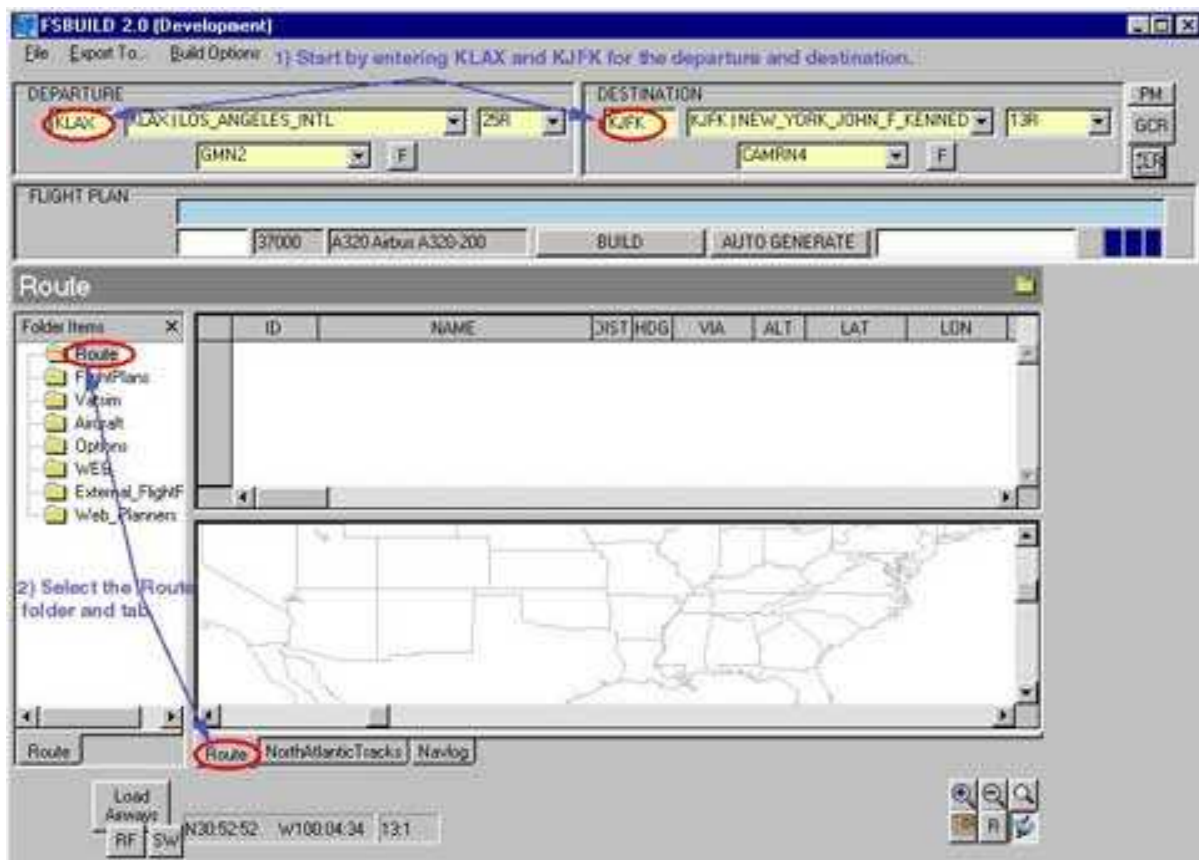 FSBUILD 2.0 (Development)
File Export To... Build Options 1) Start by entering KLAX and KJFK for the departure and destination.
DEPARTURE
KLAX KLAX|LOS_ANGELES_INTL 25R
GMN2 F
DESTINATION
KJFK KJFK|NEW_YORK_JOHN_F_KENNED 13R
CAMRN4 F
PM
GCR
CLR
FLIGHT PLAN
37000 A320 Airbus A320-200 BUILD AUTO GENERATE
Route
Folder Items X
Route
FlightPlans
Vatsim
Aircraft
Options
WEB
External_FlightF
Web_Planners
ID NAME DIST HDG VIA ALT LAT LON
2) Select the 'Route
folder and tab
Route
Route NorthAtlanticTracks Navlog
Load
Airways
RF SW
N30:52:52 W100:04:34 13:1
R